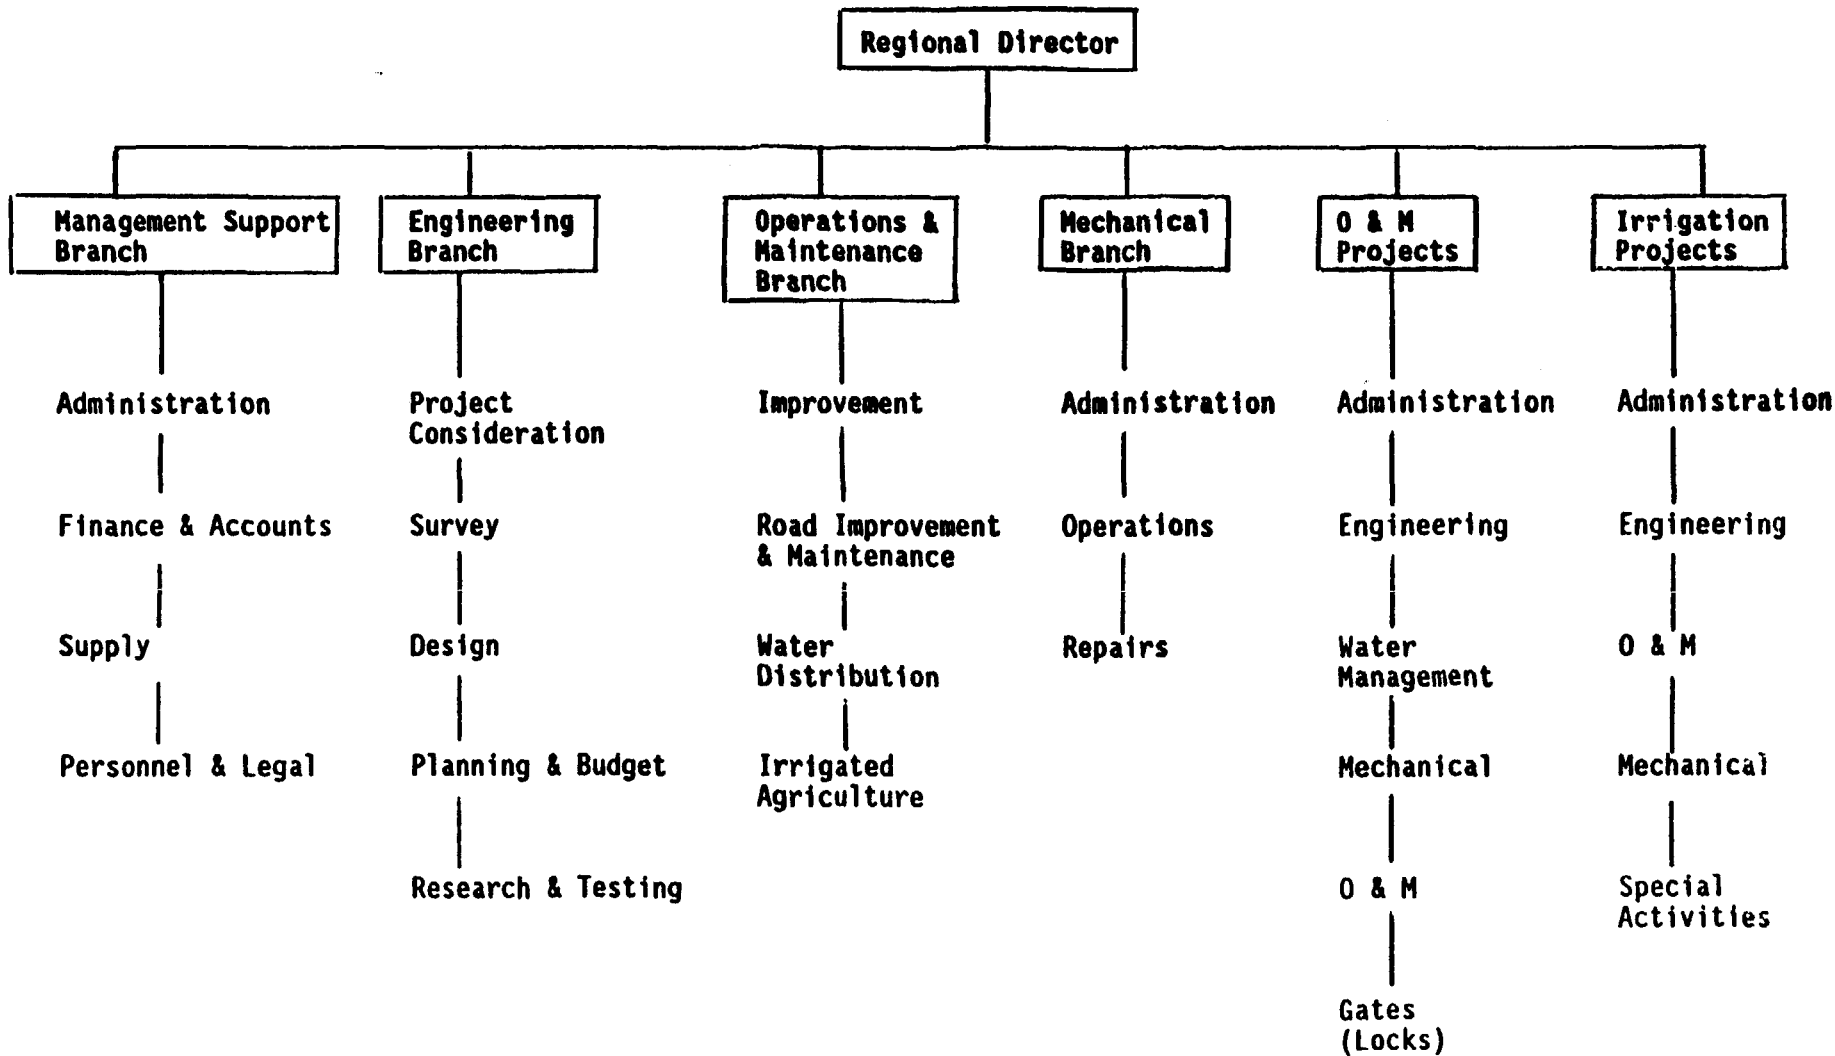 Regional Director
Management Support
Branch
Engineering
Branch
Operations &
Maintenance
Branch
Mechanical
Branch
O & M
Projects
Irrigation
Projects
Administration
Finance & Accounts
Supply
Personnel & Legal
Project
Consideration
Survey
Design
Planning & Budget
Research & Testing
Improvement
Road Improvement
& Maintenance
Water
Distribution
Irrigated
Agriculture
Administration
Operations
Repairs
Administration
Engineering
Water
Management
Mechanical
O & M
Gates
(Locks)
Administration
Engineering
O & M
Mechanical
Special
Activities